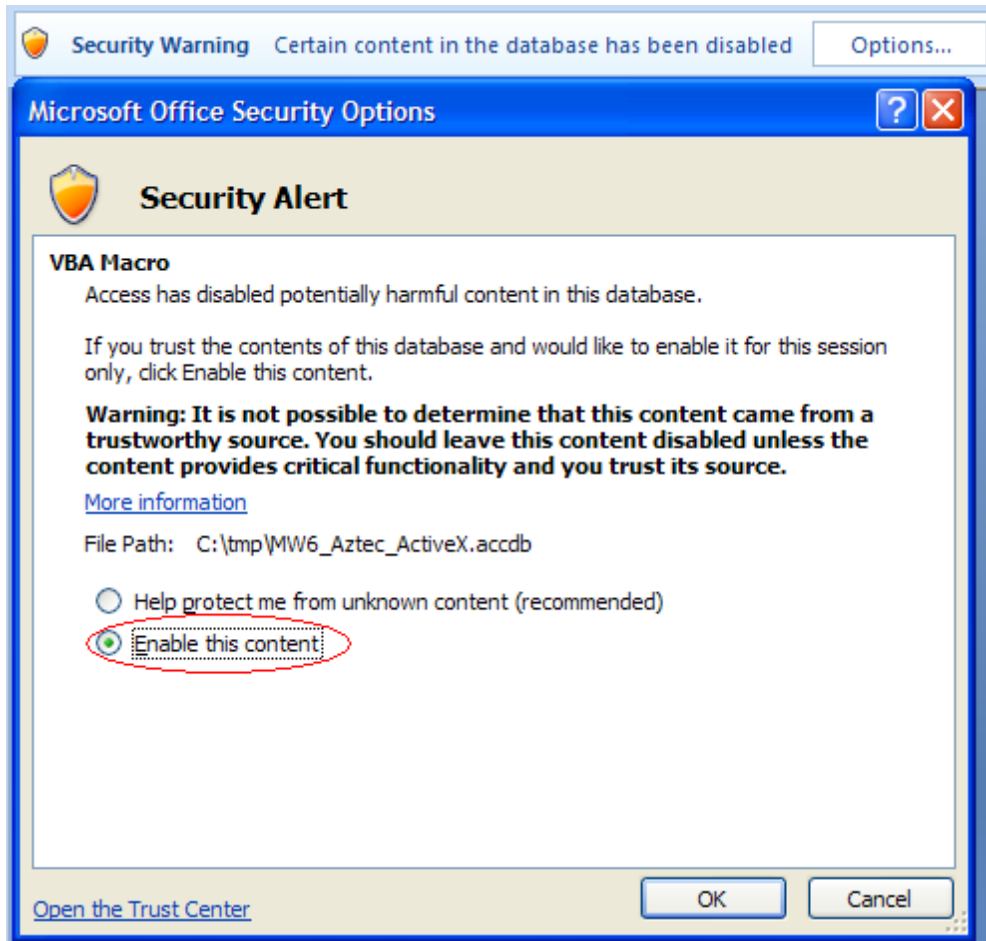 Security Warning Certain content in the database has been disabled Options...
Microsoft Office Security Options
Security Alert
VBA Macro
Access has disabled potentially harmful content in this database.
If you trust the contents of this database and would like to enable it for this session
only, click Enable this content.
Warning: It is not possible to determine that this content came from a
trustworthy source. You should leave this content disabled unless the
content provides critical functionality and you trust its source.
More information
File Path: C:\tmp\MW6_Aztec_ActiveX.accdb
Help protect me from unknown content (recommended)
Enable this content
Open the Trust Center OK Cancel